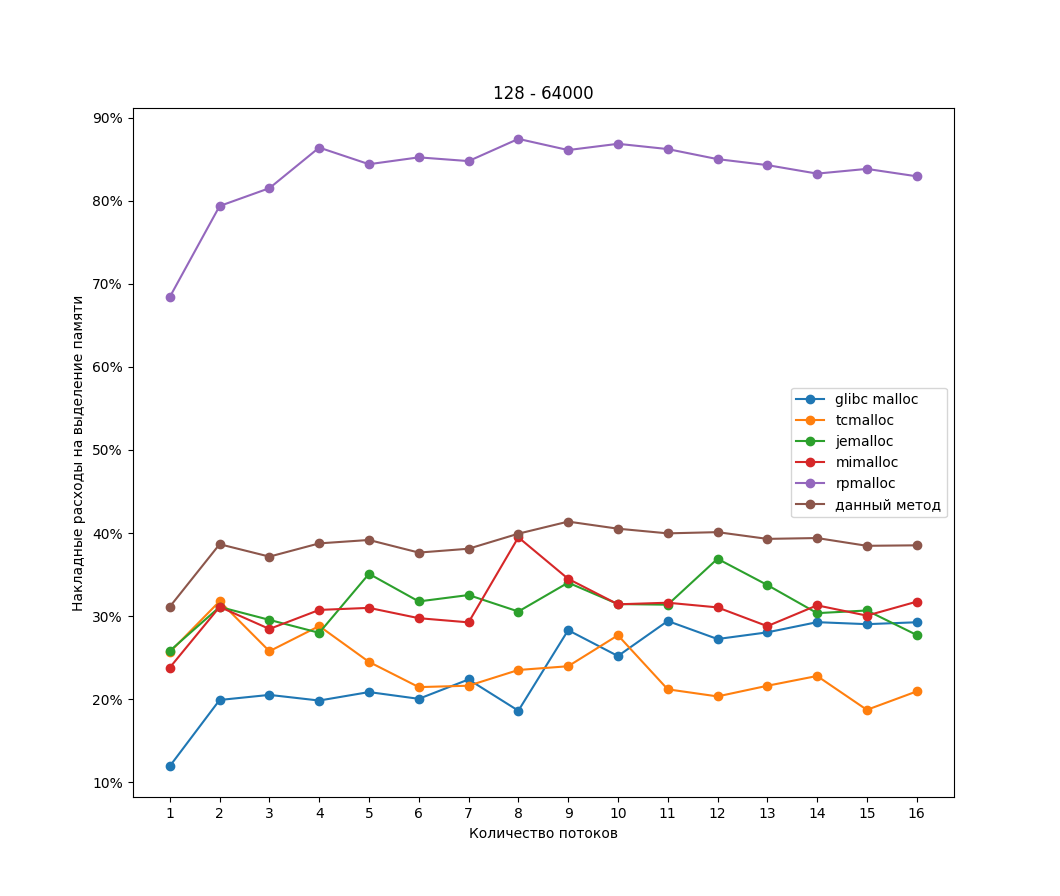 128 - 64000
Накладные расходы на выделение памяти
90%
80%
70%
60%
50%
40%
30%
20%
10%
glibc malloc
tcmalloc
jemalloc
mimalloc
rpmalloc
данный метод
1 2 3 4 5 6 7 8 9 10 11 12 13 14 15 16
Количество потоков